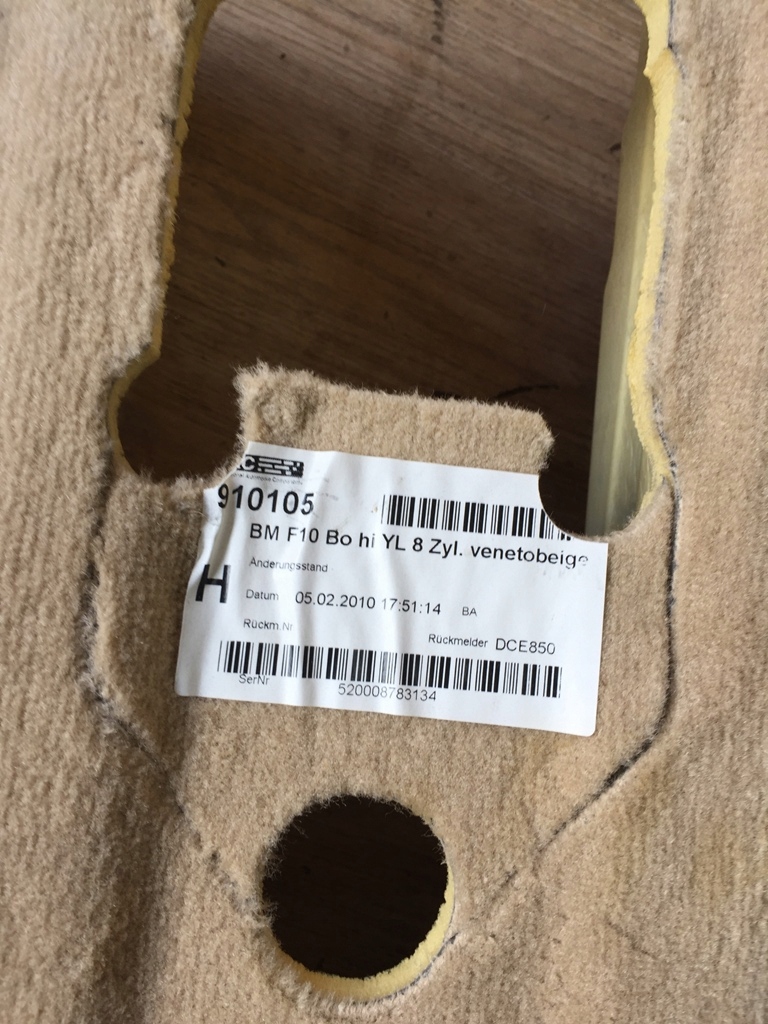 910105
BM F10 Bo hi YL 8 Zyl. venetobeige
Änderungsstand
H
Datum 05.02.2010 17:51:14 BA
Rückm.Nr
Rückmelder DCE850
SerNr
520008783134